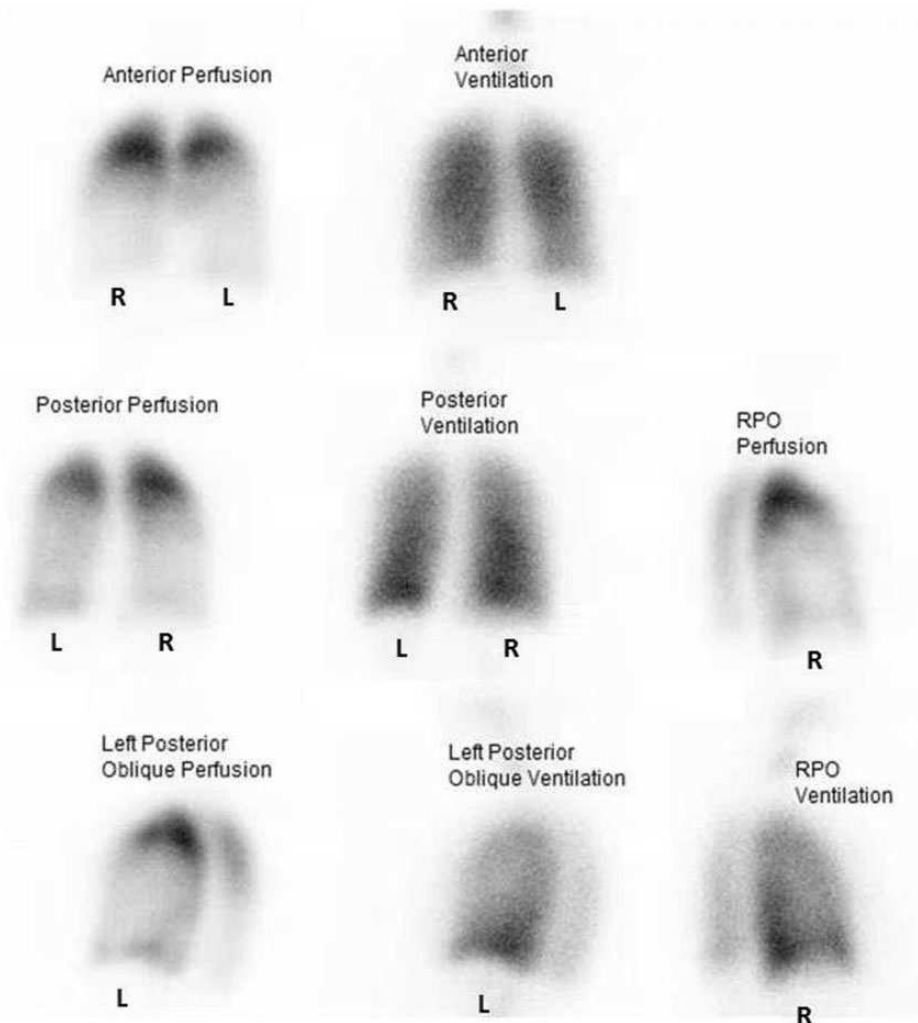 Anterior Perfusion
Anterior
Ventilation
R L
R L
Posterior Perfusion
Posterior
Ventilation
RPO
Perfusion
L R
L R
R
Left Posterior
Oblique Perfusion
Left Posterior
Oblique Ventilation
RPO
Ventilation
L
L
R